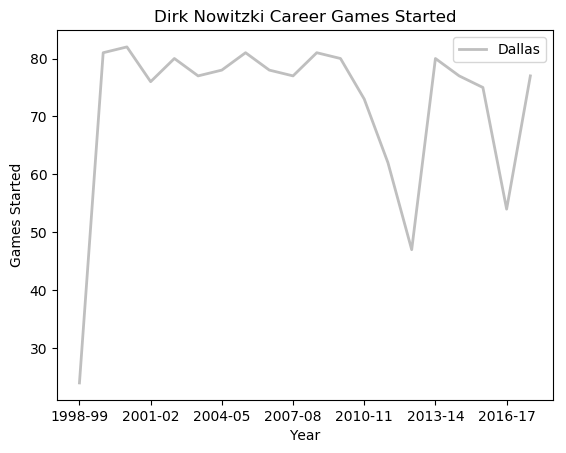 Dirk Nowitzki Career Games Started
Dallas
Games Started
80
70
60
50
40
30
1998-99 2001-02 2004-05 2007-08 2010-11 2013-14 2016-17
Year